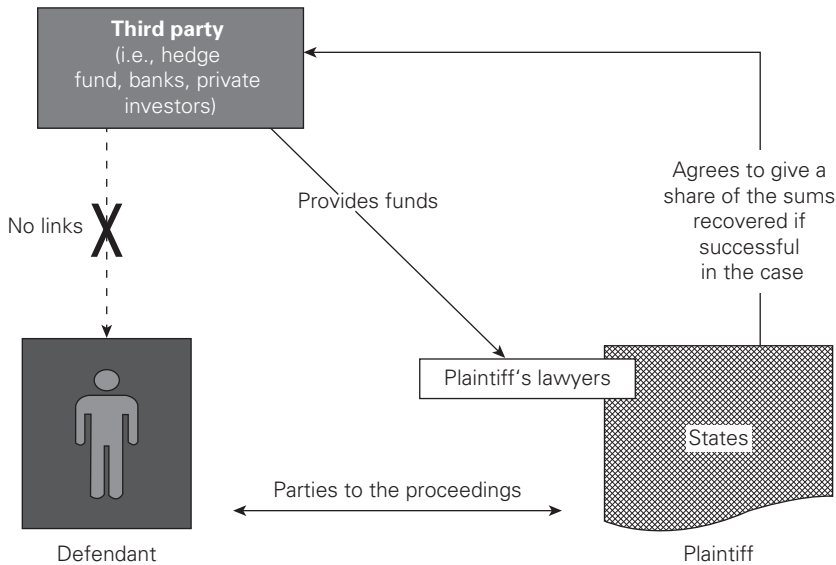 Third party
(i.e., hedge
fund, banks, private
investors)
No links
Provides funds
Agrees to give a
share of the sums
recovered if
successful
in the case
Plaintiff's lawyers
States
Parties to the proceedings
Defendant
Plaintiff